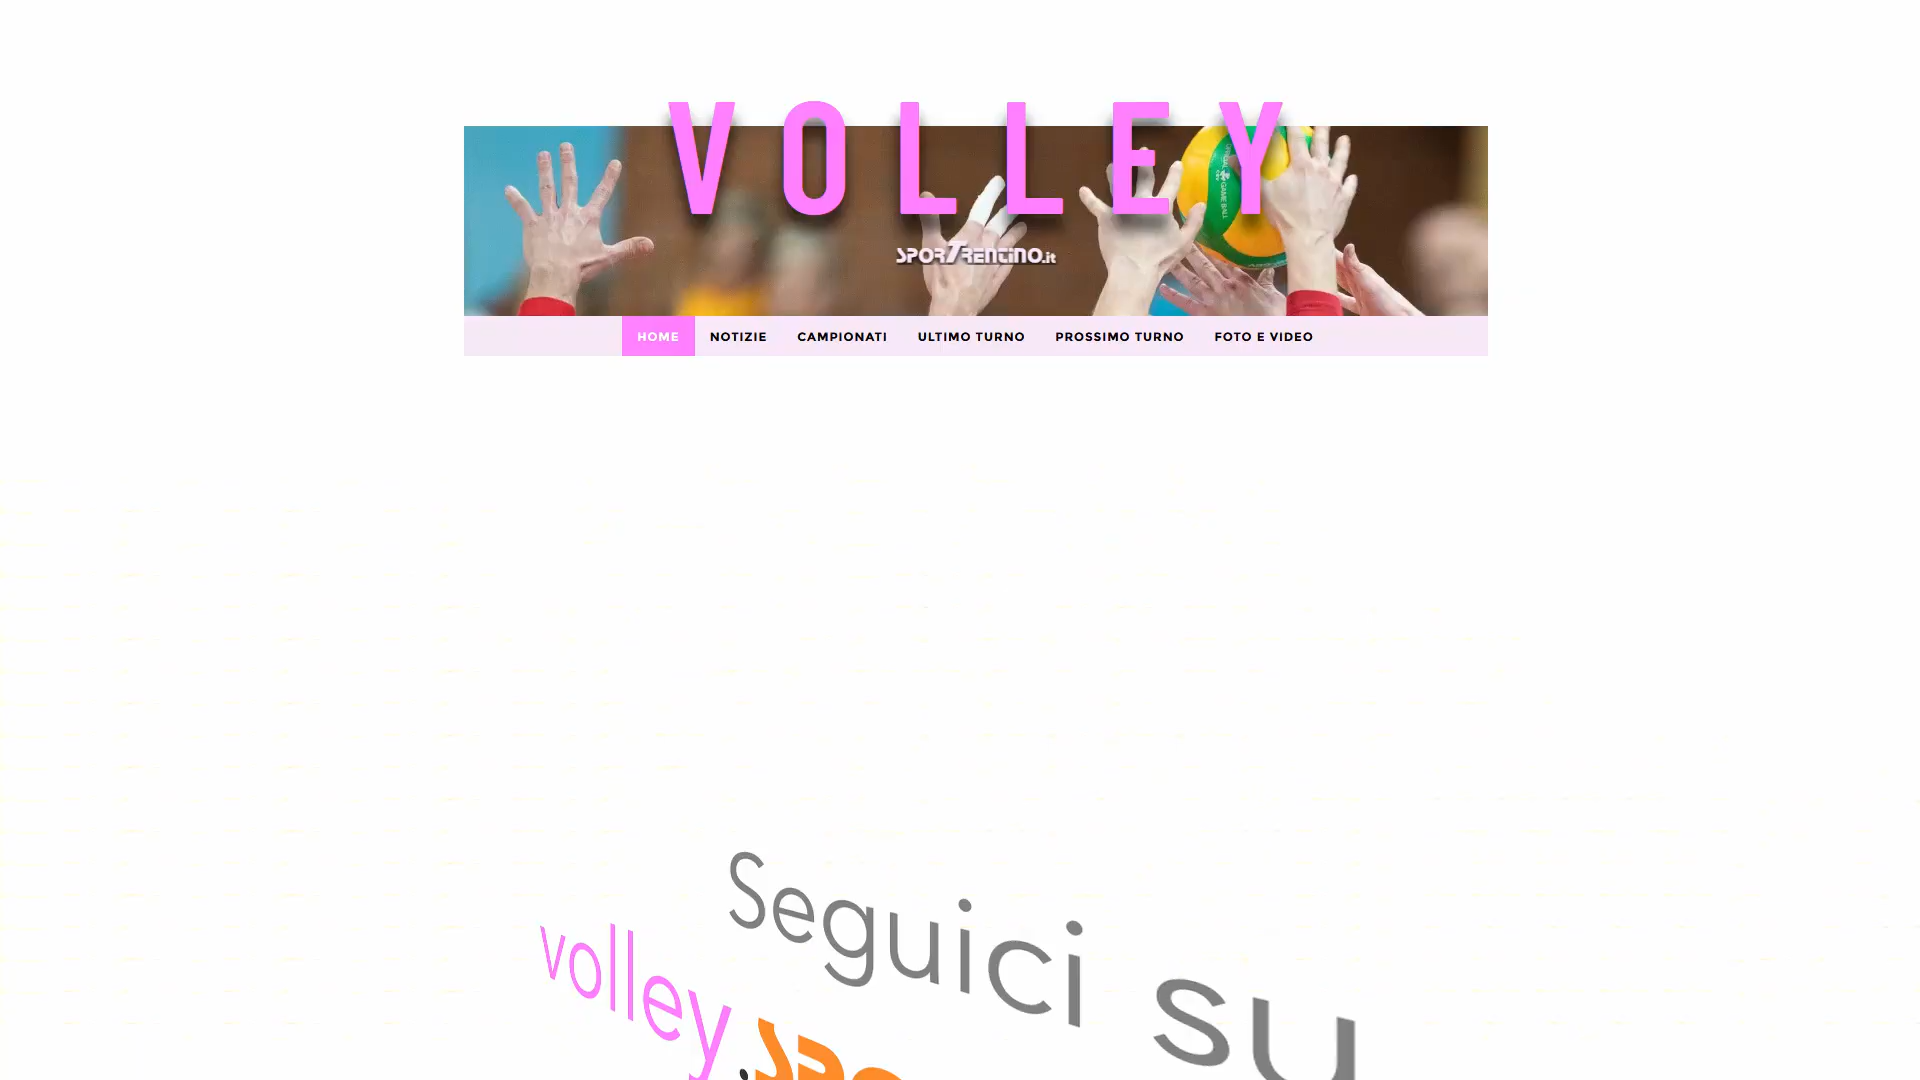 VOLLEY
SPORTRENTINO.it
HOME NOTIZIE CAMPIONATI ULTIMO TURNO PROSSIMO TURNO FOTO E VIDEO
Seguici su
volley.